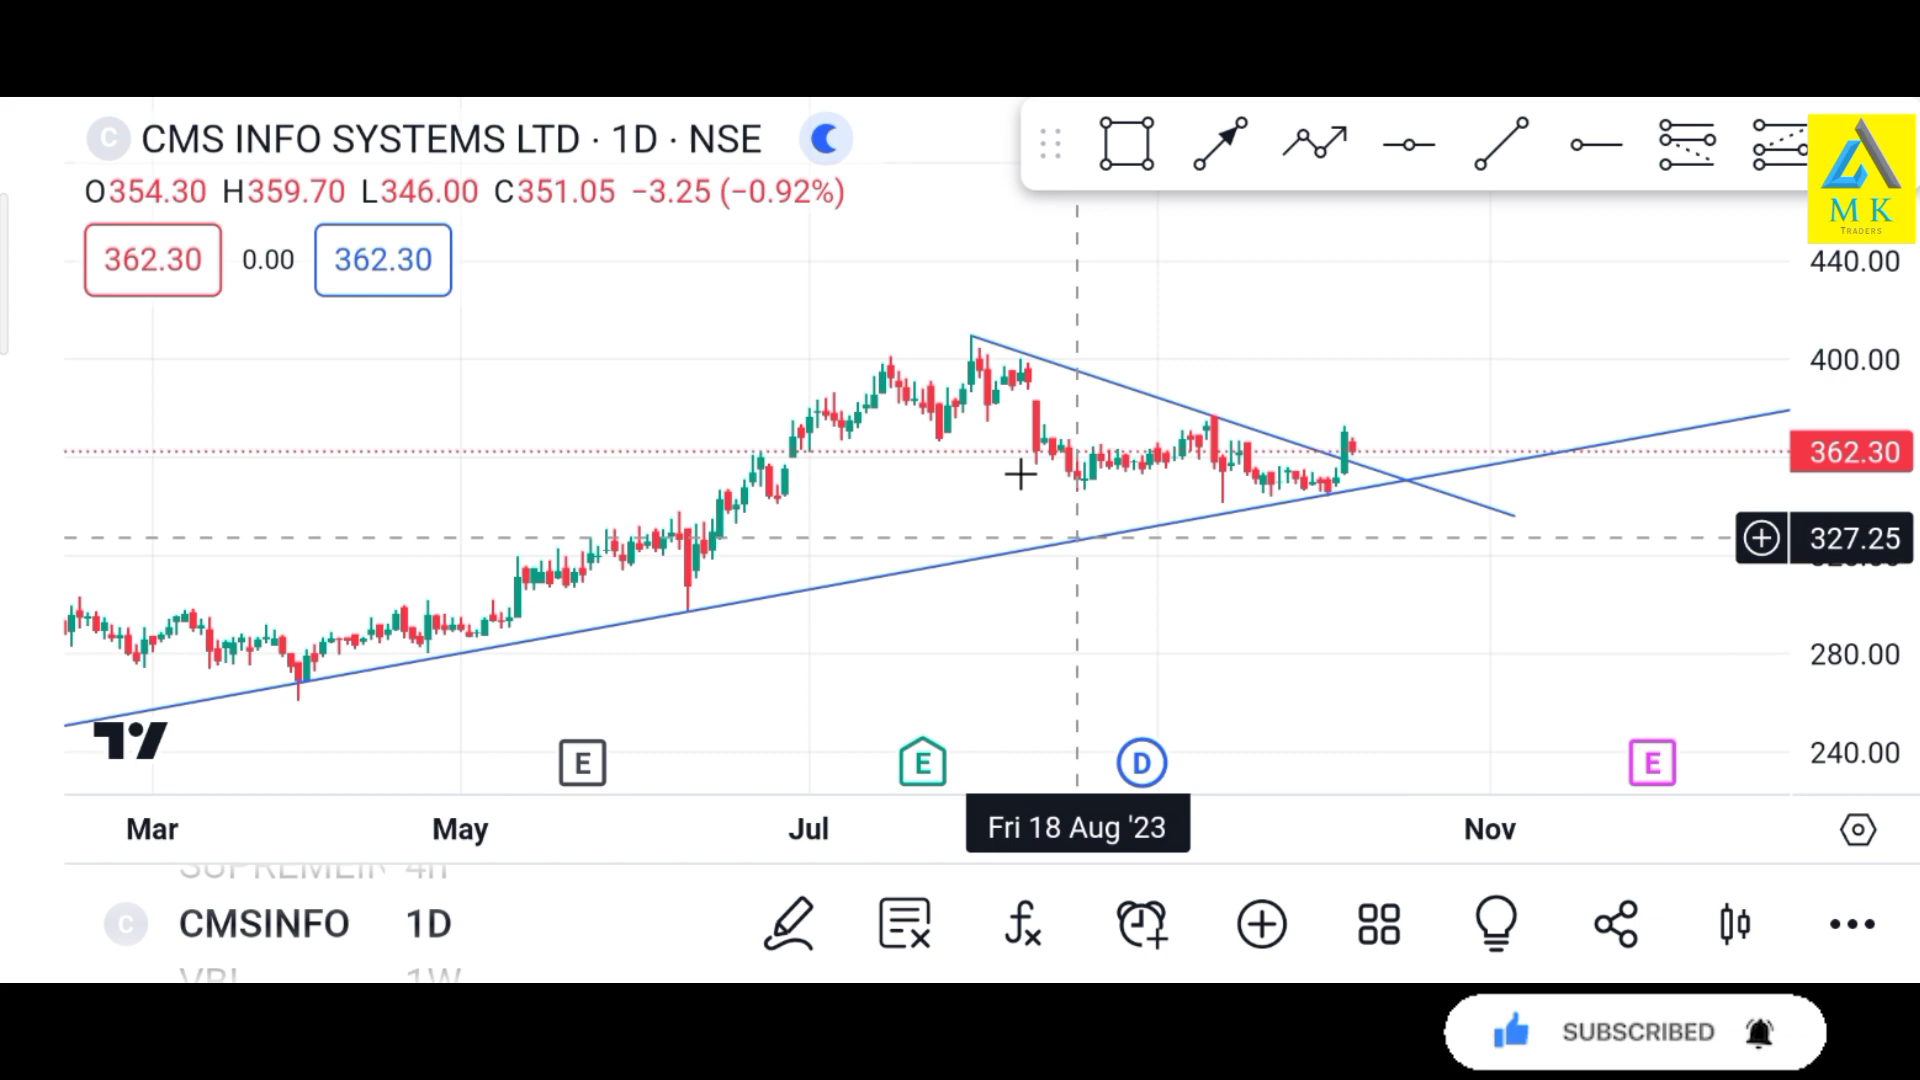 C CMS INFO SYSTEMS LTD · 1D · NSE
O354.30 H359.70 L346.00 C351.05 −3.25 (−0.92%)
362.30 0.00 362.30
M K
TRADERS
440.00
400.00
362.30
327.25
280.00
240.00
E E D E
Mar May Jul Fri 18 Aug '23 Nov
C CMSINFO 1D
SUBSCRIBED